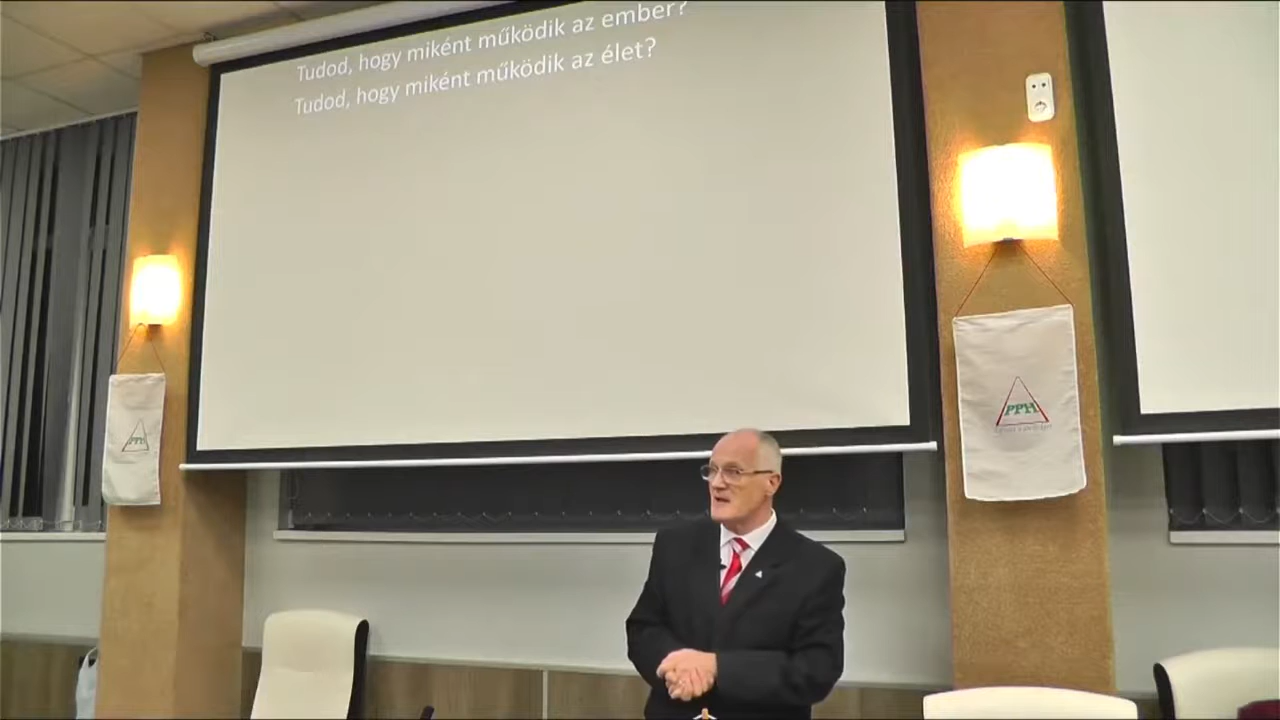 Tudod, hogy miként működik az ember?
Tudod, hogy miként működik az élet?
PPH
PPH